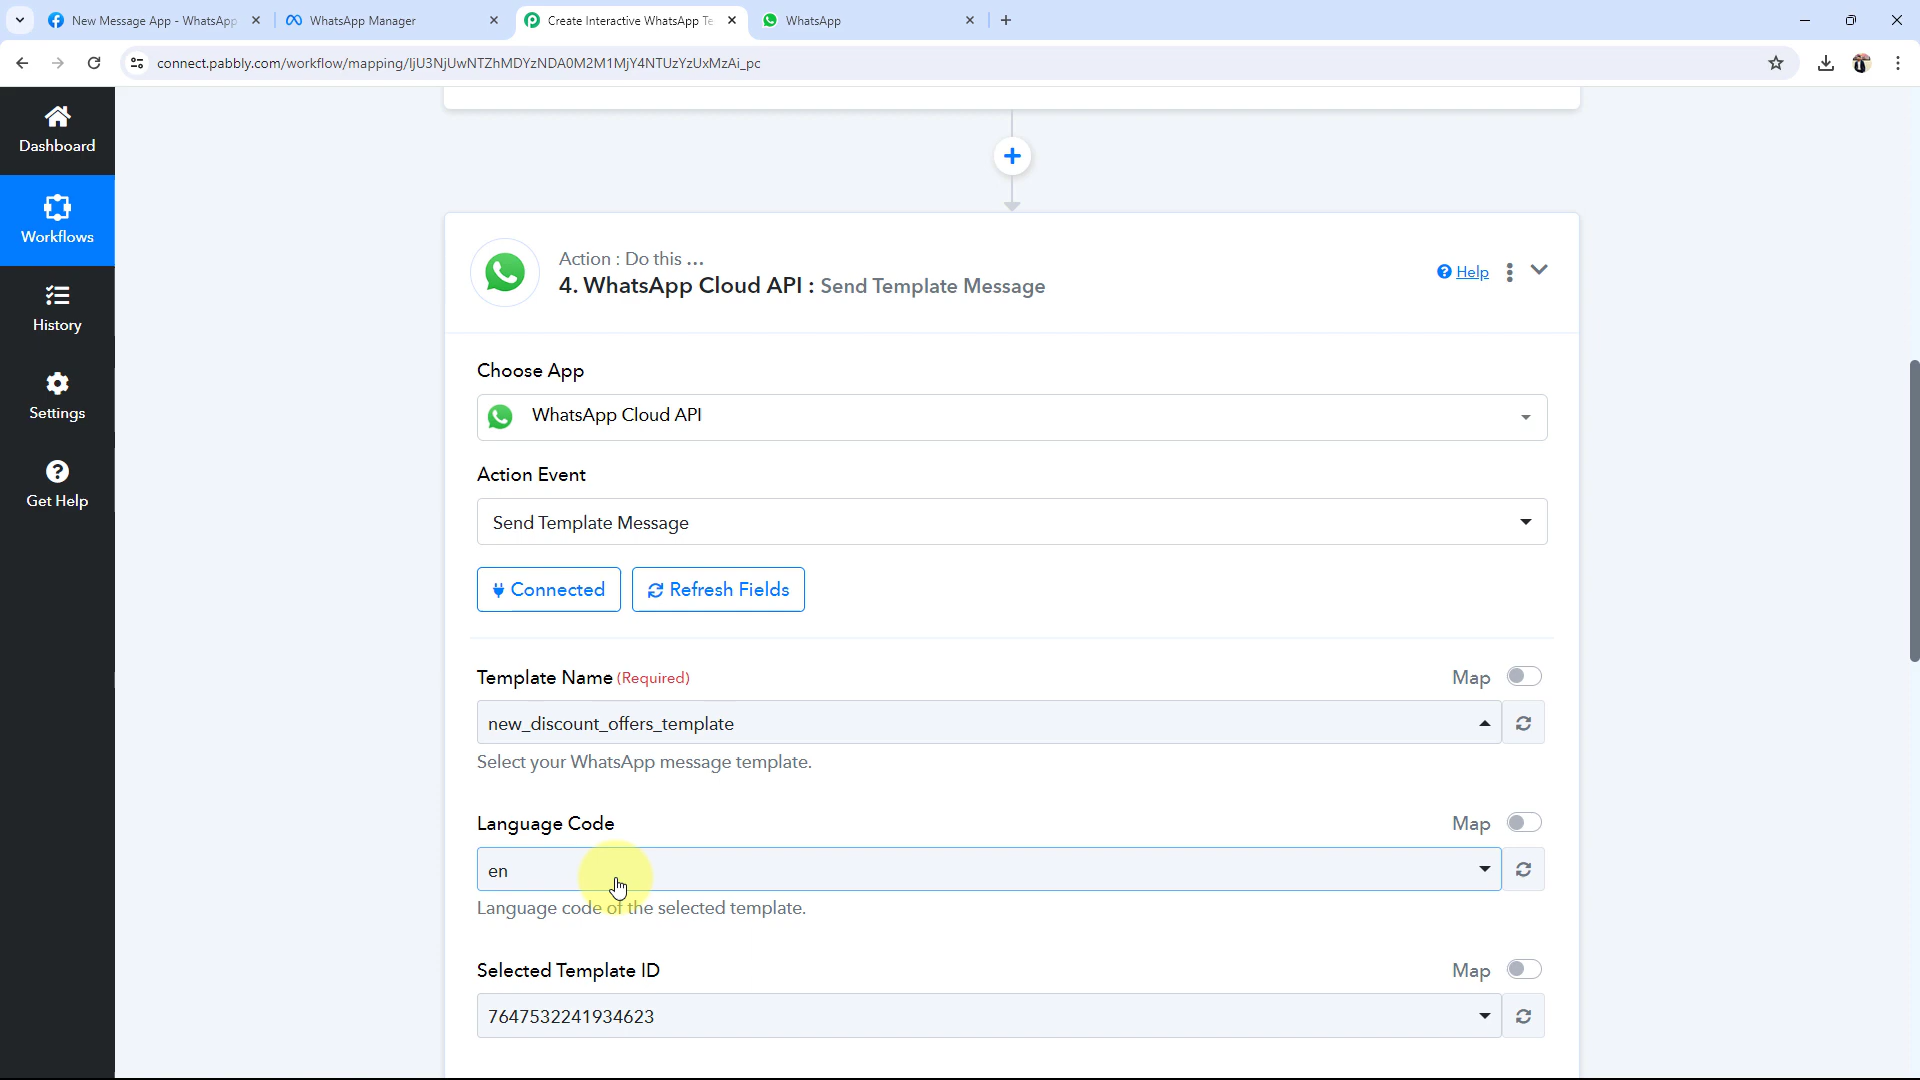 New Message App - WhatsApp
WhatsApp Manager
Create Interactive WhatsApp Te
WhatsApp
connect.pabbly.com/workflow/mapping/IjU3NjUwNTZhMDYzNDA0M2M1MjY4NTUzYzUxMzAi_pc
Dashboard
Workflows
History
Settings
Get Help
Action : Do this ...
4. WhatsApp Cloud API : Send Template Message
Help
Choose App
WhatsApp Cloud API
Action Event
Send Template Message
Connected
Refresh Fields
Template Name (Required)
Map
new_discount_offers_template
Select your WhatsApp message template.
Language Code
Map
en
Language code of the selected template.
Selected Template ID
Map
7647532241934623